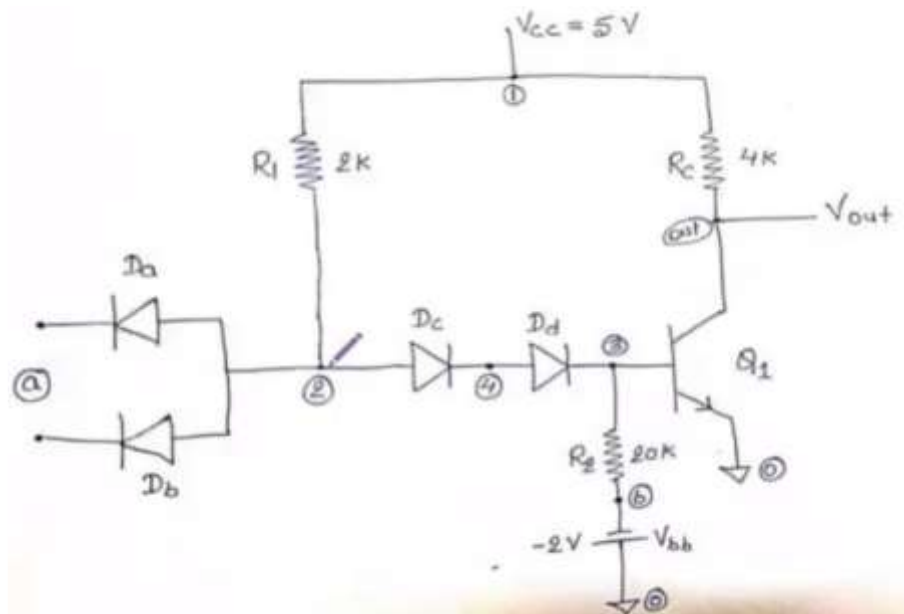 Vcc = 5V
①
R1 2K
Rc 4K
out
Vout
Da
Dc
Dd
③
Q1
ⓐ
②
④
Db
R2 20K
⓪
ⓑ
-2V Vbb
⓪